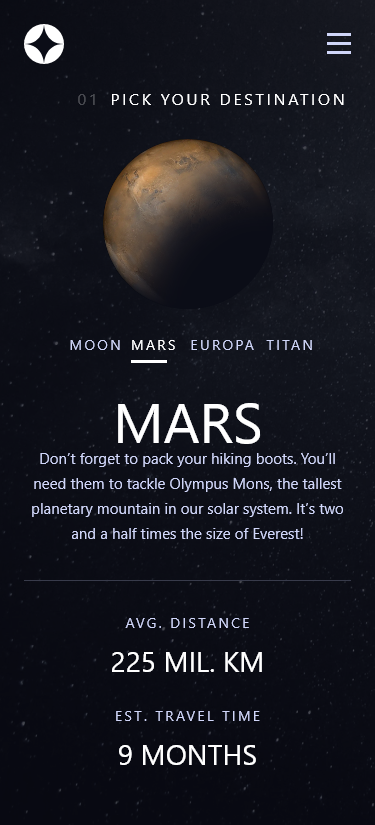 01 PICK YOUR DESTINATION
MOON MARS EUROPA TITAN
MARS
Don’t forget to pack your hiking boots. You’ll
need them to tackle Olympus Mons, the tallest
planetary mountain in our solar system. It’s two
and a half times the size of Everest!
AVG. DISTANCE
225 MIL. KM
EST. TRAVEL TIME
9 MONTHS